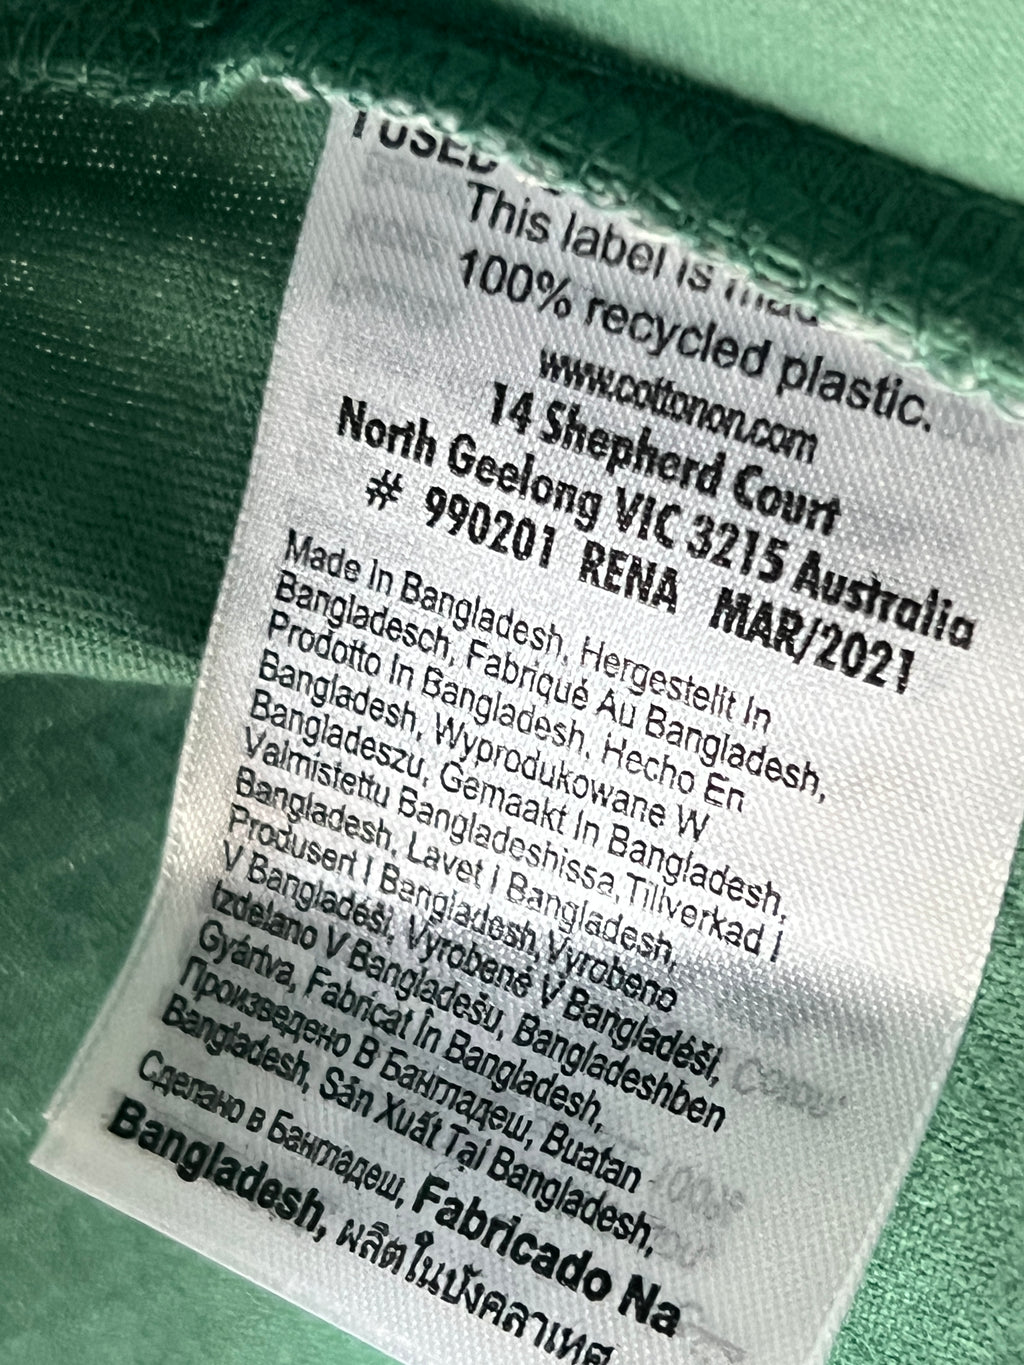 USED
This label is made
100% recycled plastic.
www.cottonon.com
14 Shepherd Court
North Geelong VIC 3215 Australia
# 990201 RENA MAR/2021
Made In Bangladesh, Hergestellt In
Bangladesch, Fabriqué Au Bangladesh,
Prodotto In Bangladesh, Hecho En
Bangladesh, Wyprodukowane W
Bangladeszu, Gemaakt In Bangladesh,
Valmistettu Bangladeshissa,Tillverkad I
Bangladesh, Lavet i Bangladesh,
Produsert I Bangladesh,Vyrobeno
V Bangladéši, Vyrobené V Bangladéši,
Izdelano V Bangladešu, Bangladeshben
Gyártva, Fabricat În Bangladesh,
Произведено В Бангладеш, Buatan
Bangladesh, Sản Xuất Tại Bangladesh,
Сделано в Бангладеш, Fabricado Na
Bangladesh, ผลิตในบังคลาเทศ